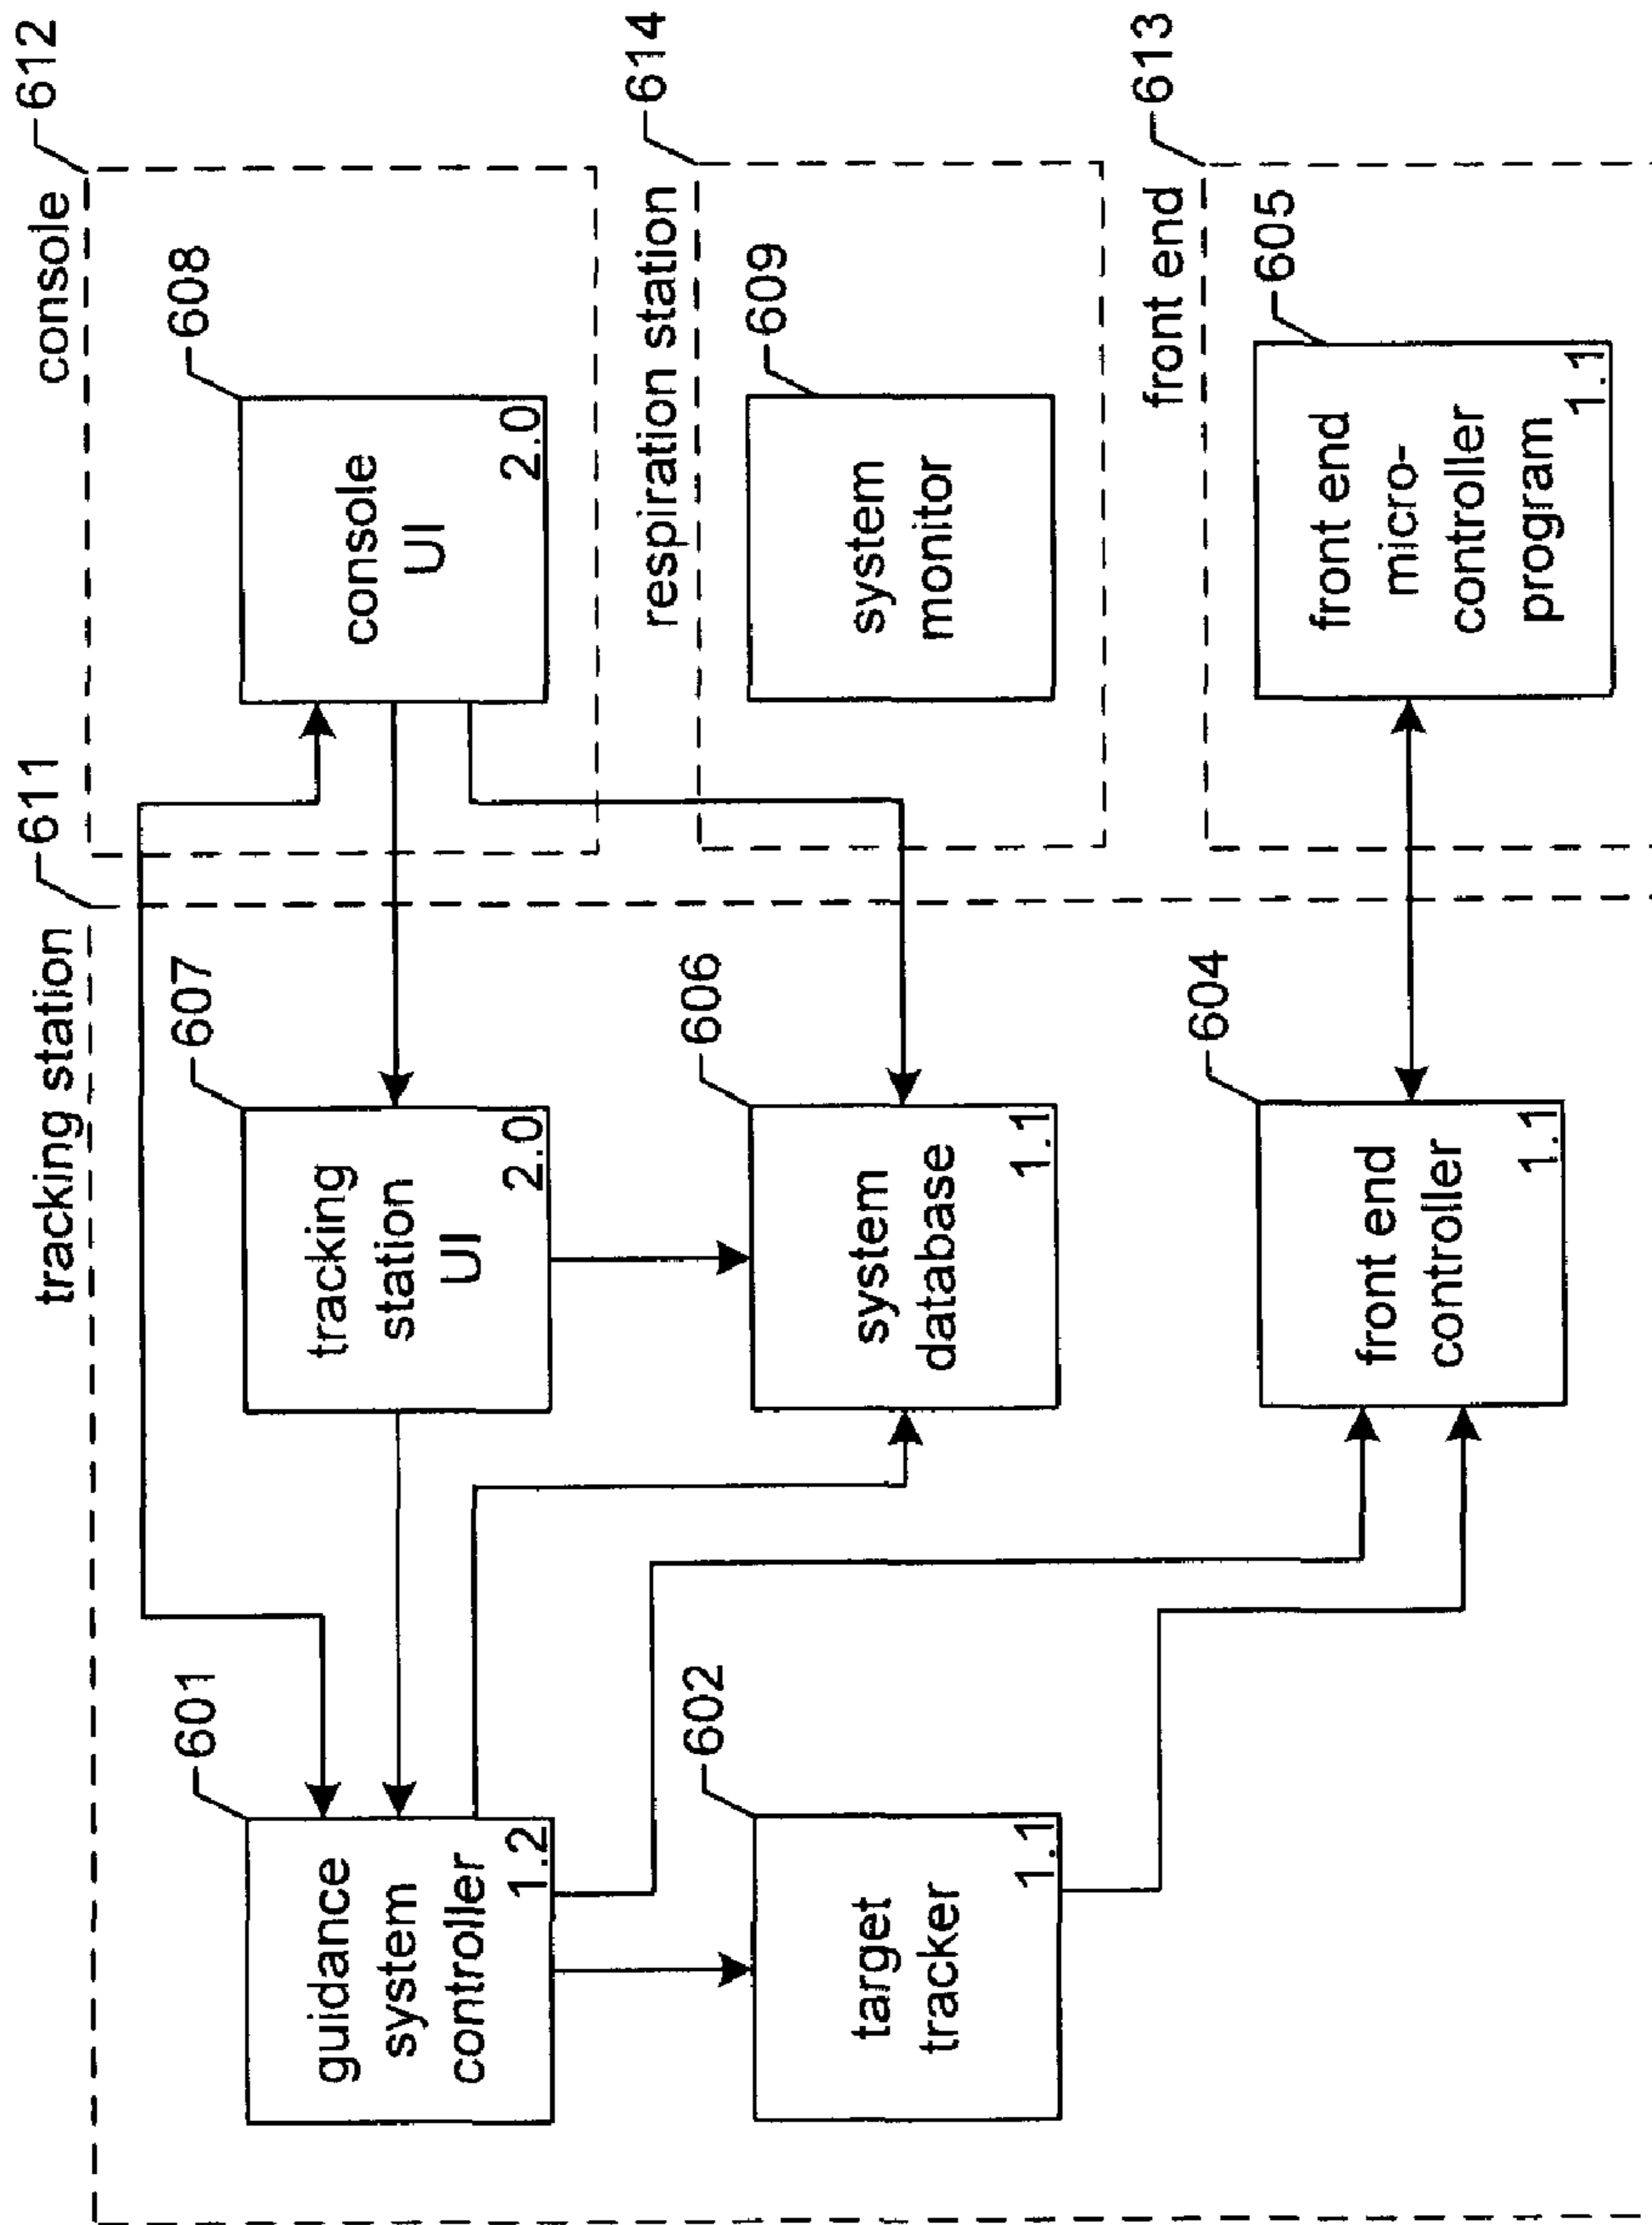 tracking station
611
console
612
601
guidance
system
controller
1.2
607
tracking
station
UI
2.0
608
console
UI
2.0
respiration station
614
602
target
tracker
1.1
606
system
database
1.1
609
system
monitor
front end
613
604
front end
controller
1.1
605
front end
micro-
controller
program
1.1